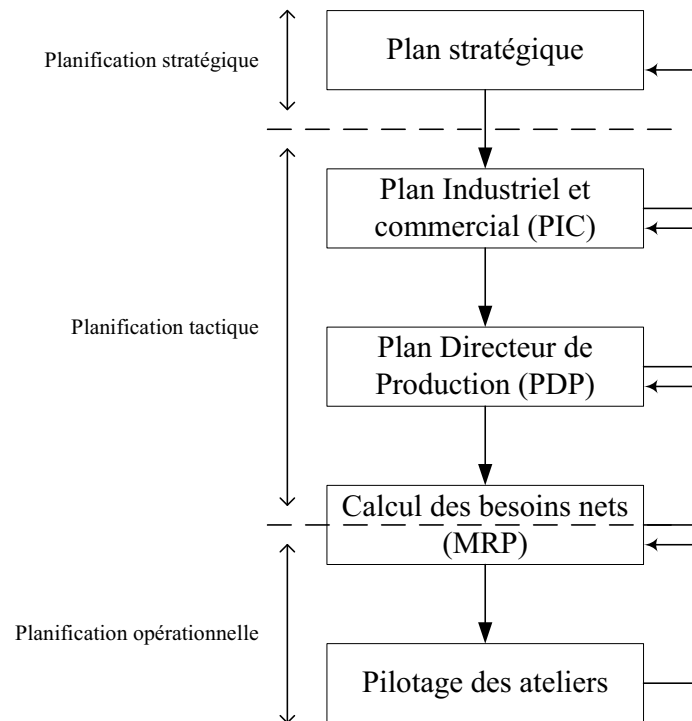 Planification stratégique
Plan stratégique
Plan Industriel et
commercial (PIC)
Planification tactique
Plan Directeur de
Production (PDP)
Calcul des besoins nets
(MRP)
Planification opérationnelle
Pilotage des ateliers